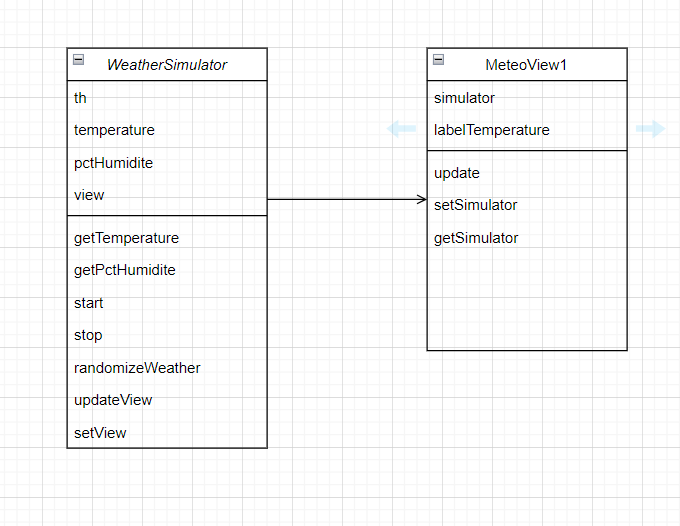 WeatherSimulator
th
temperature
pctHumidite
view
getTemperature
getPctHumidite
start
stop
randomizeWeather
updateView
setView
MeteoView1
simulator
labelTemperature
update
setSimulator
getSimulator